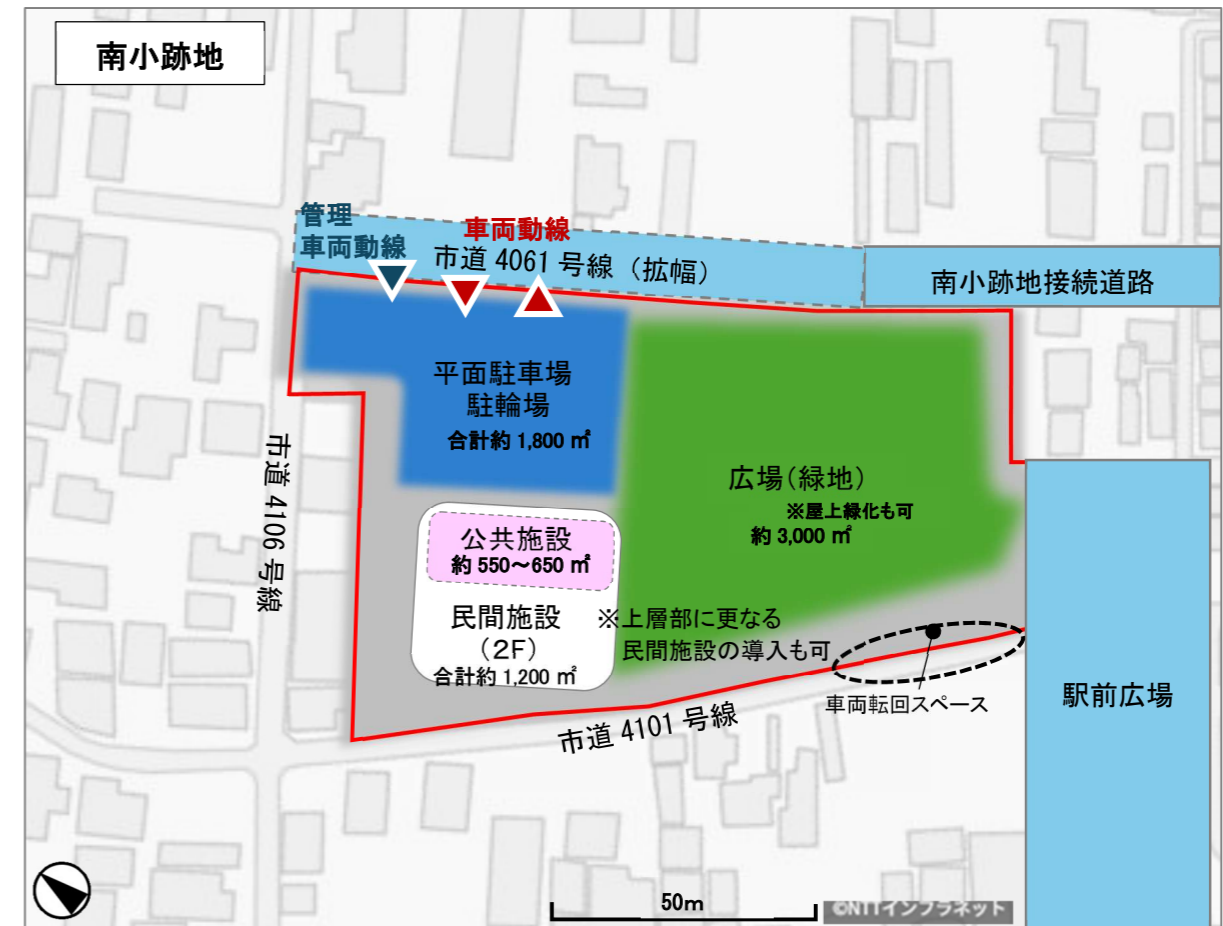 南小跡地
管理
車両動線
車両動線
市道 4061 号線（拡幅）
南小跡地接続道路
平面駐車場
駐輪場
合計約 1,800 ㎡
市道 4106 号線
広場（緑地）
※屋上緑化も可
約 3,000 ㎡
公共施設
約 550～650 ㎡
民間施設
（2F）
合計約 1,200 ㎡
※上層部に更なる
民間施設の導入も可
車両転回スペース
駅前広場
市道 4101 号線
50m
©NTTインフラネット